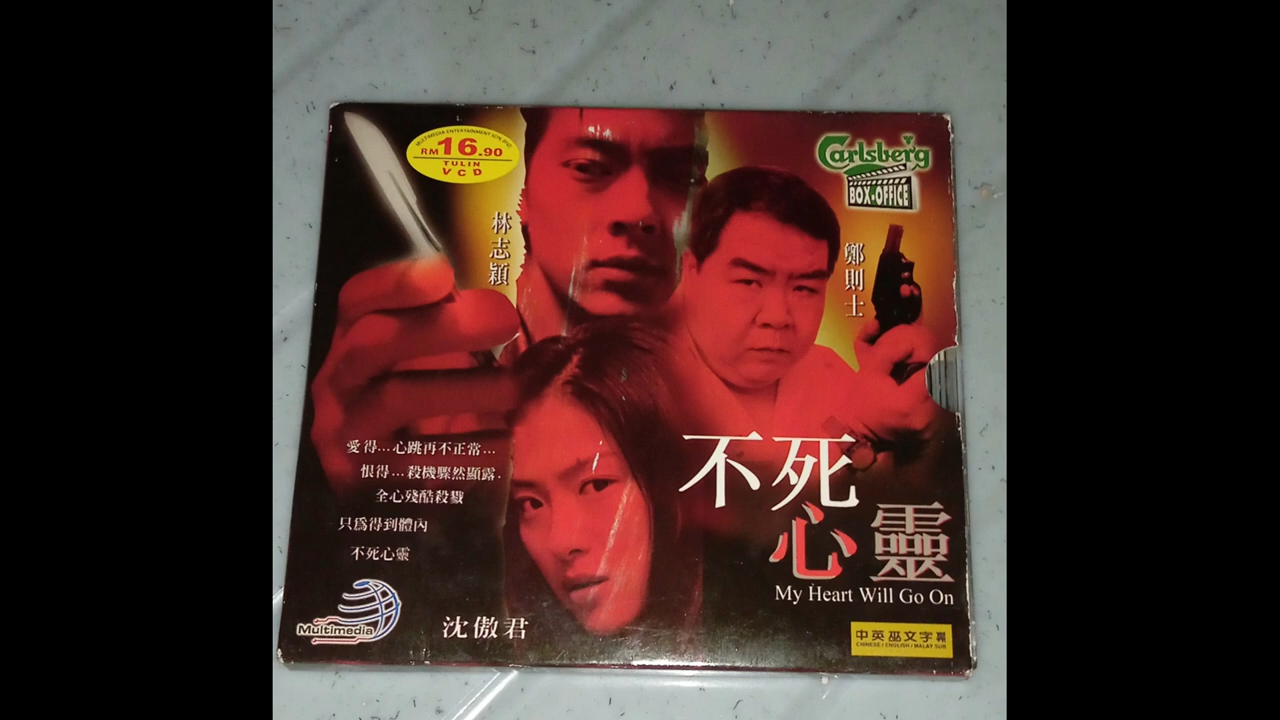 MULTIMEDIA ENTERTAINMENT SDN. BHD.
RM16.90
TULIN
VCD
Carlsberg
BOX-OFFICE
林志穎
鄭則士
愛得...心跳再不正常...
恨得...殺機驟然顯露.
全心殘酷殺戮
只為得到體內
不死心靈
不死
心靈
My Heart Will Go On
Multimedia
沈傲君
中英巫文字幕
CHINESE / ENGLISH / MALAY SUB